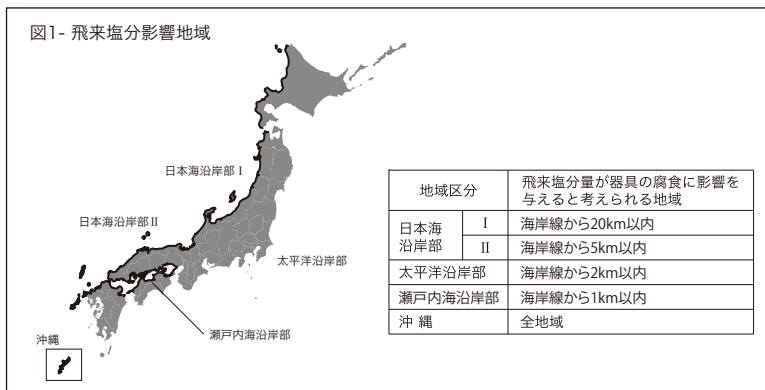 図1- 飛来塩分影響地域
日本海沿岸部 I
日本海沿岸部 II
太平洋沿岸部
瀬戸内海沿岸部
沖縄
地域区分
飛来塩分量が器具の腐食に影響を
与えると考えられる地域
日本海
沿岸部
I
海岸線から20km以内
II
海岸線から5km以内
太平洋沿岸部
海岸線から2km以内
瀬戸内海沿岸部
海岸線から1km以内
沖 縄
全地域